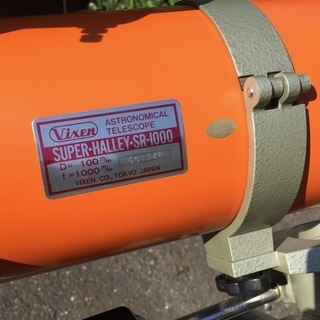 Vixen
ASTRONOMICAL
TELESCOPE
SUPER-HALLEY·SR-1000
D= 100m/m
f=1000m/m
VIXEN CO., TOKYO JAPAN